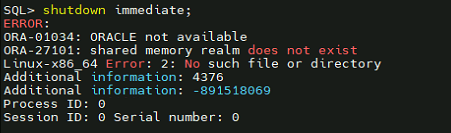 SQL> shutdown immediate;
ERROR:
ORA-01034: ORACLE not available
ORA-27101: shared memory realm does not exist
Linux-x86_64 Error: 2: No such file or directory
Additional information: 4376
Additional information: -891518069
Process ID: 0
Session ID: 0 Serial number: 0